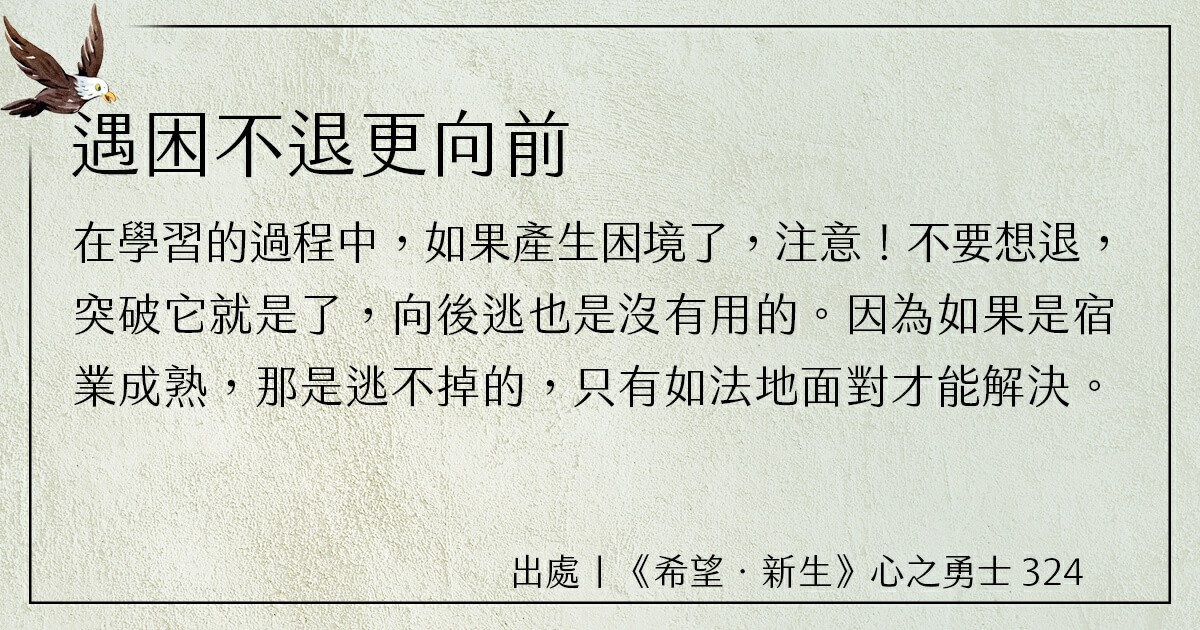 遇困不退更向前
在學習的過程中，如果產生困境了，注意！不要想退，
突破它就是了，向後逃也是沒有用的。因為如果是宿
業成熟，那是逃不掉的，只有如法地面對才能解決。
出處｜《希望．新生》心之勇士 324